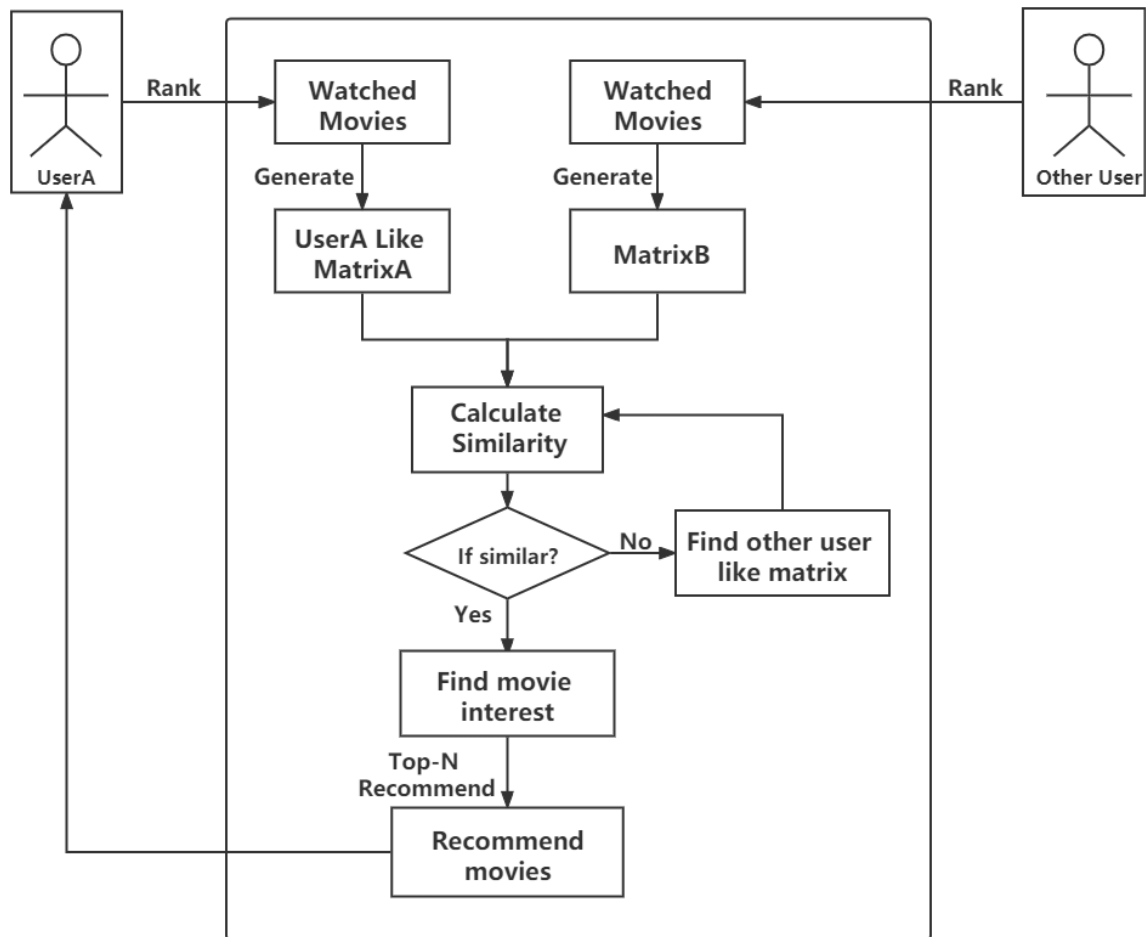 Rank
Watched
Movies
Watched
Movies
Rank
UserA
Other User
Generate
Generate
UserA Like
MatrixA
MatrixB
Calculate
Similarity
If similar?
No
Find other user
like matrix
Yes
Find movie
interest
Top-N
Recommend
Recommend
movies